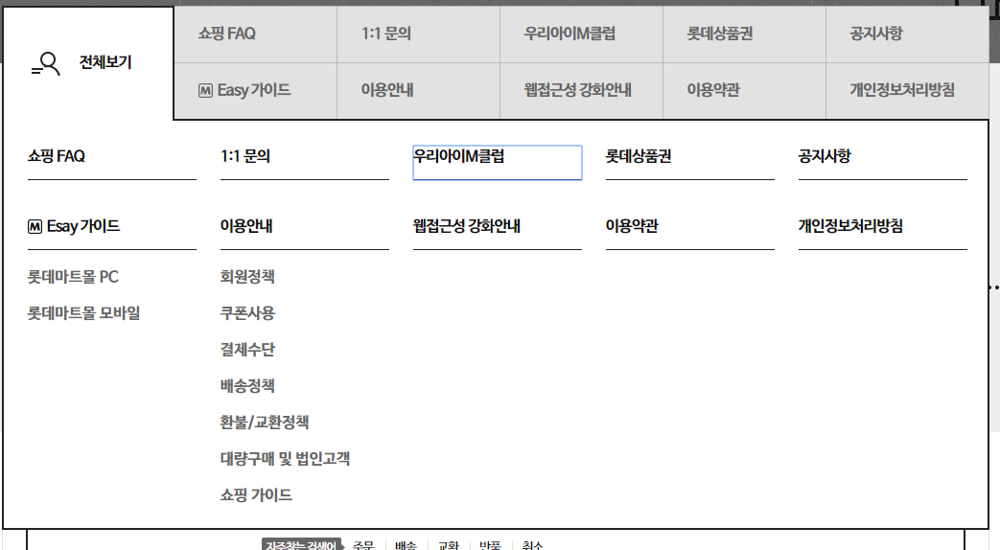 전체보기
쇼핑 FAQ 1:1 문의 우리아이M클럽 롯데상품권 공지사항
M Easy 가이드 이용안내 웹접근성 강화안내 이용약관 개인정보처리방침
쇼핑 FAQ 1:1 문의 우리아이M클럽 롯데상품권 공지사항
M Esay 가이드 이용안내 웹접근성 강화안내 이용약관 개인정보처리방침
롯데마트몰 PC 회원정책
롯데마트몰 모바일 쿠폰사용
결제수단
배송정책
환불/교환정책
대량구매 및 법인고객
쇼핑 가이드
자주찾는 검색어 주문 배송 교환 반품 취소